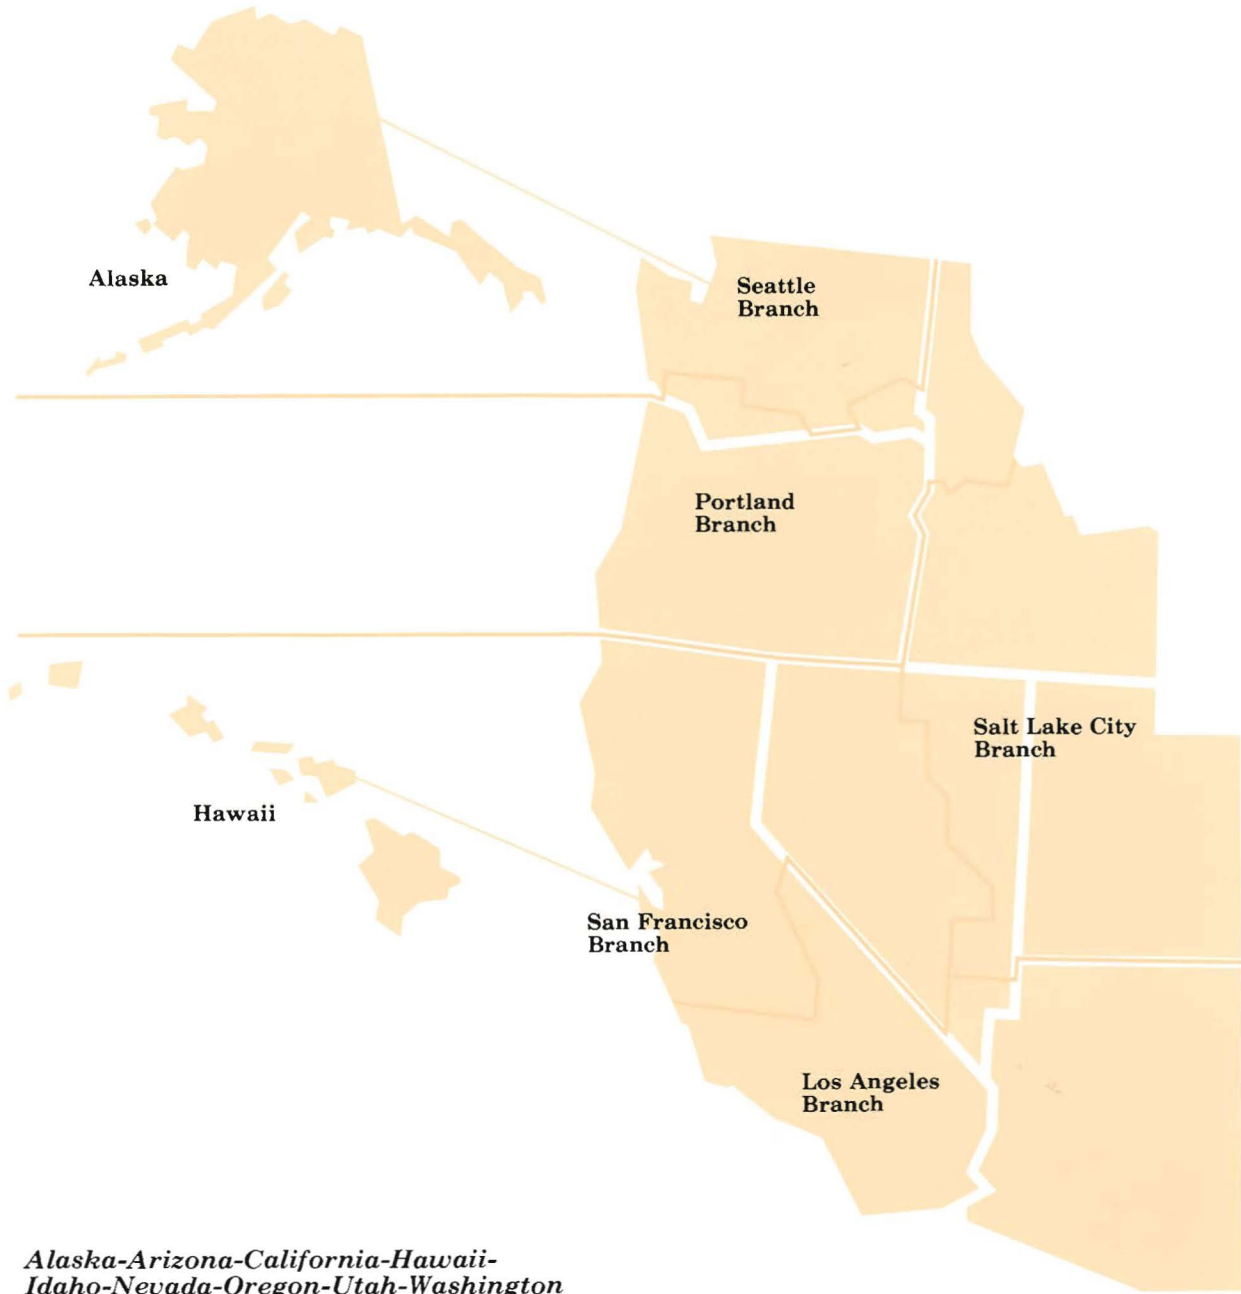 Alaska
Seattle
Branch
Portland
Branch
Salt Lake City
Branch
Hawaii
San Francisco
Branch
Los Angeles
Branch
Alaska-Arizona-California-Hawaii-
Idaho-Nevada-Oregon-Utah-Washington